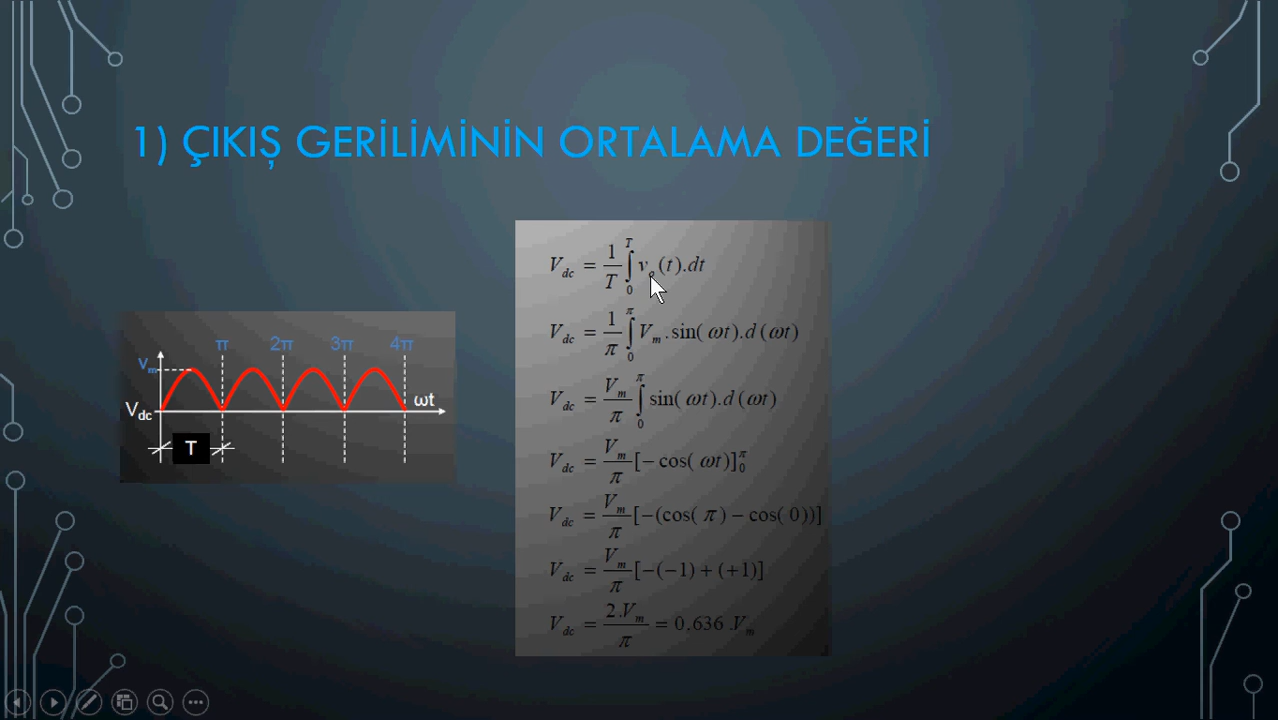 1) ÇIKIŞ GERİLİMİNİN ORTALAMA DEĞERİ
π 2π 3π 4π
Vm
Vdc
ωt
T
V_dc = 1/T ∫_0^T v_o(t).dt
V_dc = 1/π ∫_0^π V_m.sin(ωt).d(ωt)
V_dc = V_m/π ∫_0^π sin(ωt).d(ωt)
V_dc = V_m/π [−cos(ωt)]_0^π
V_dc = V_m/π [−(cos(π)−cos(0))]
V_dc = V_m/π [−(−1)+(+1)]
V_dc = 2.V_m/π = 0.636.V_m